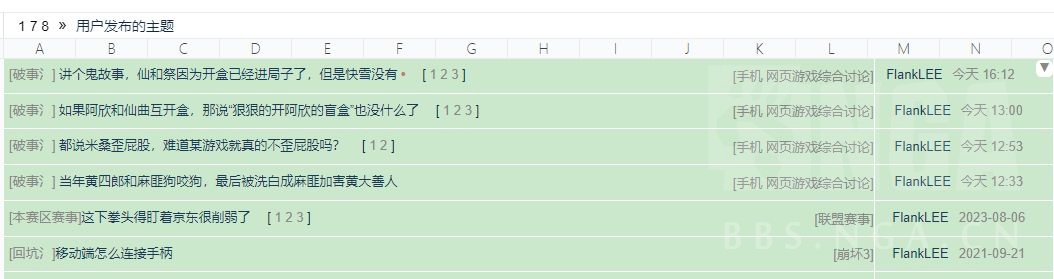 178 » 用户发布的主题
A B C D E F G H I J K L M N O
[破事氵] 讲个鬼故事，仙和祭因为开盒已经进局子了，但是快雪没有 • [ 1 2 3 ] [手机 网页游戏综合讨论] FlankLEE 今天 16:12
[破事氵] 如果阿欣和仙曲互开盒，那说“狠狠的开阿欣的盲盒”也没什么了 [ 1 2 3 ] [手机 网页游戏综合讨论] FlankLEE 今天 13:00
[破事氵] 都说米桑歪屁股，难道某游戏就真的不歪屁股吗？ [ 1 2 ] [手机 网页游戏综合讨论] FlankLEE 今天 12:53
[破事氵] 当年黄四郎和麻匪狗咬狗，最后被洗白成麻匪加害黄大善人 [手机 网页游戏综合讨论] FlankLEE 今天 12:33
[本赛区赛事]这下拳头得盯着京东很削弱了 [ 1 2 3 ] [联盟赛事] FlankLEE 2023-08-06
[回坑氵]移动端怎么连接手柄 [崩坏3] FlankLEE 2021-09-21
NGA
BBS.NGA.CN